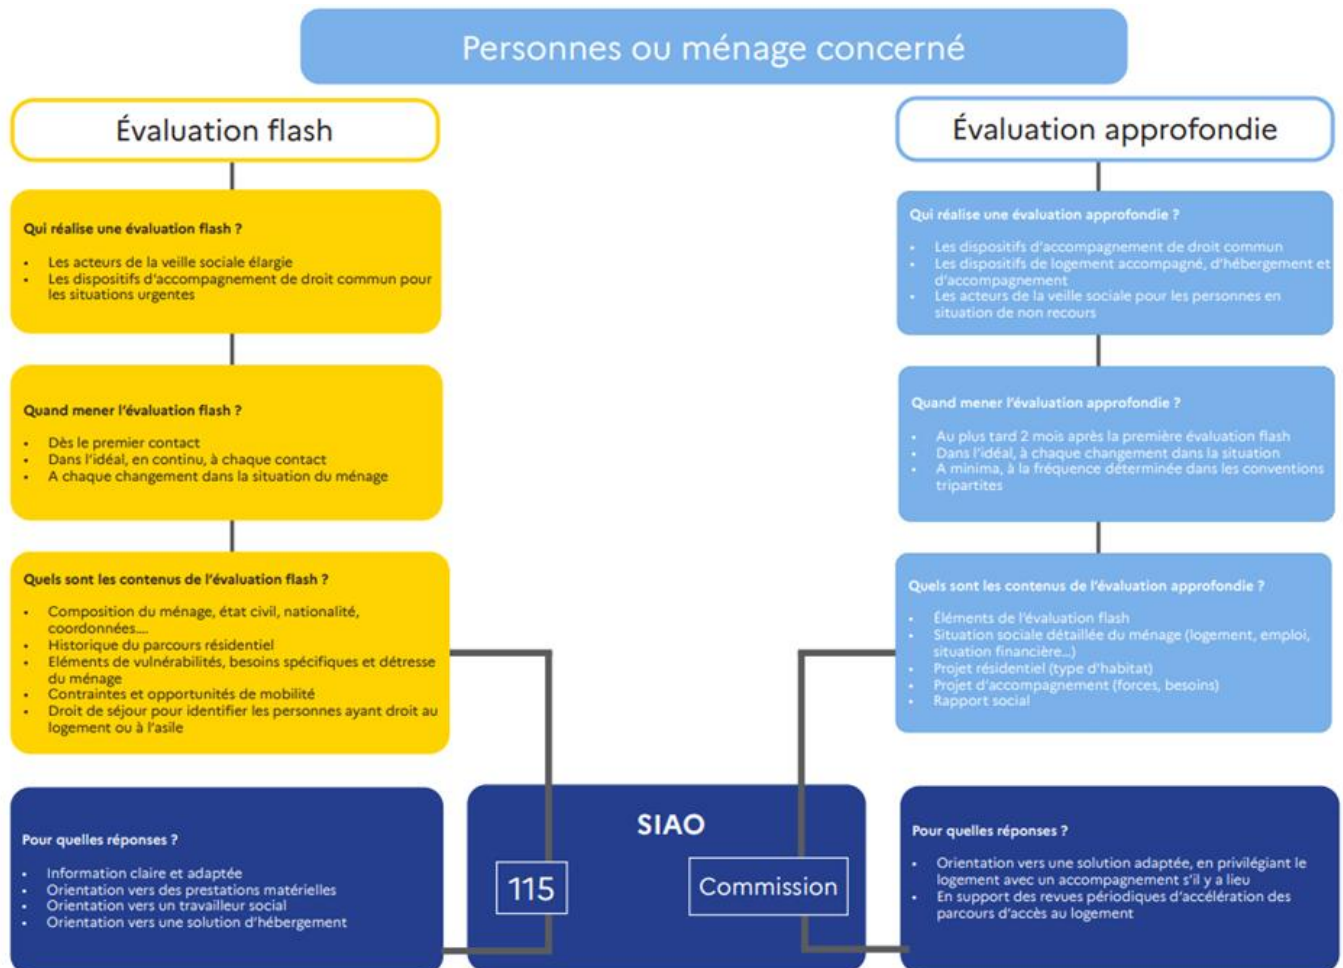 Personnes ou ménage concerné
Évaluation flash
Qui réalise une évaluation flash ?
• Les acteurs de la veille sociale élargie
• Les dispositifs d'accompagnement de droit commun pour
les situations urgentes
Quand mener l'évaluation flash ?
• Dès le premier contact
• Dans l'idéal, en continu, à chaque contact
• A chaque changement dans la situation du ménage
Quels sont les contenus de l'évaluation flash ?
• Composition du ménage, état civil, nationalité,
coordonnées....
• Historique du parcours résidentiel
• Eléments de vulnérabilités, besoins spécifiques et détresse
du ménage
• Contraintes et opportunités de mobilité
• Droit de séjour pour identifier les personnes ayant droit au
logement ou à l'asile
Pour quelles réponses ?
• Information claire et adaptée
• Orientation vers des prestations matérielles
• Orientation vers un travailleur social
• Orientation vers une solution d'hébergement
SIAO
115
Commission
Évaluation approfondie
Qui réalise une évaluation approfondie ?
• Les dispositifs d'accompagnement de droit commun
• Les dispositifs de logement accompagné, d'hébergement et
d'accompagnement
• Les acteurs de la veille sociale pour les personnes en
situation de non recours
Quand mener l'évaluation approfondie ?
• Au plus tard 2 mois après la première évaluation flash
• Dans l'idéal, à chaque changement dans la situation
• A minima, à la fréquence déterminée dans les conventions
tripartites
Quels sont les contenus de l'évaluation approfondie ?
• Éléments de l'évaluation flash
• Situation sociale détaillée du ménage (logement, emploi,
situation financière...)
• Projet résidentiel (type d'habitat)
• Projet d'accompagnement (forces, besoins)
• Rapport social
Pour quelles réponses ?
• Orientation vers une solution adaptée, en privilégiant le
logement avec un accompagnement s'il y a lieu
• En support des revues périodiques d'accélération des
parcours d'accès au logement